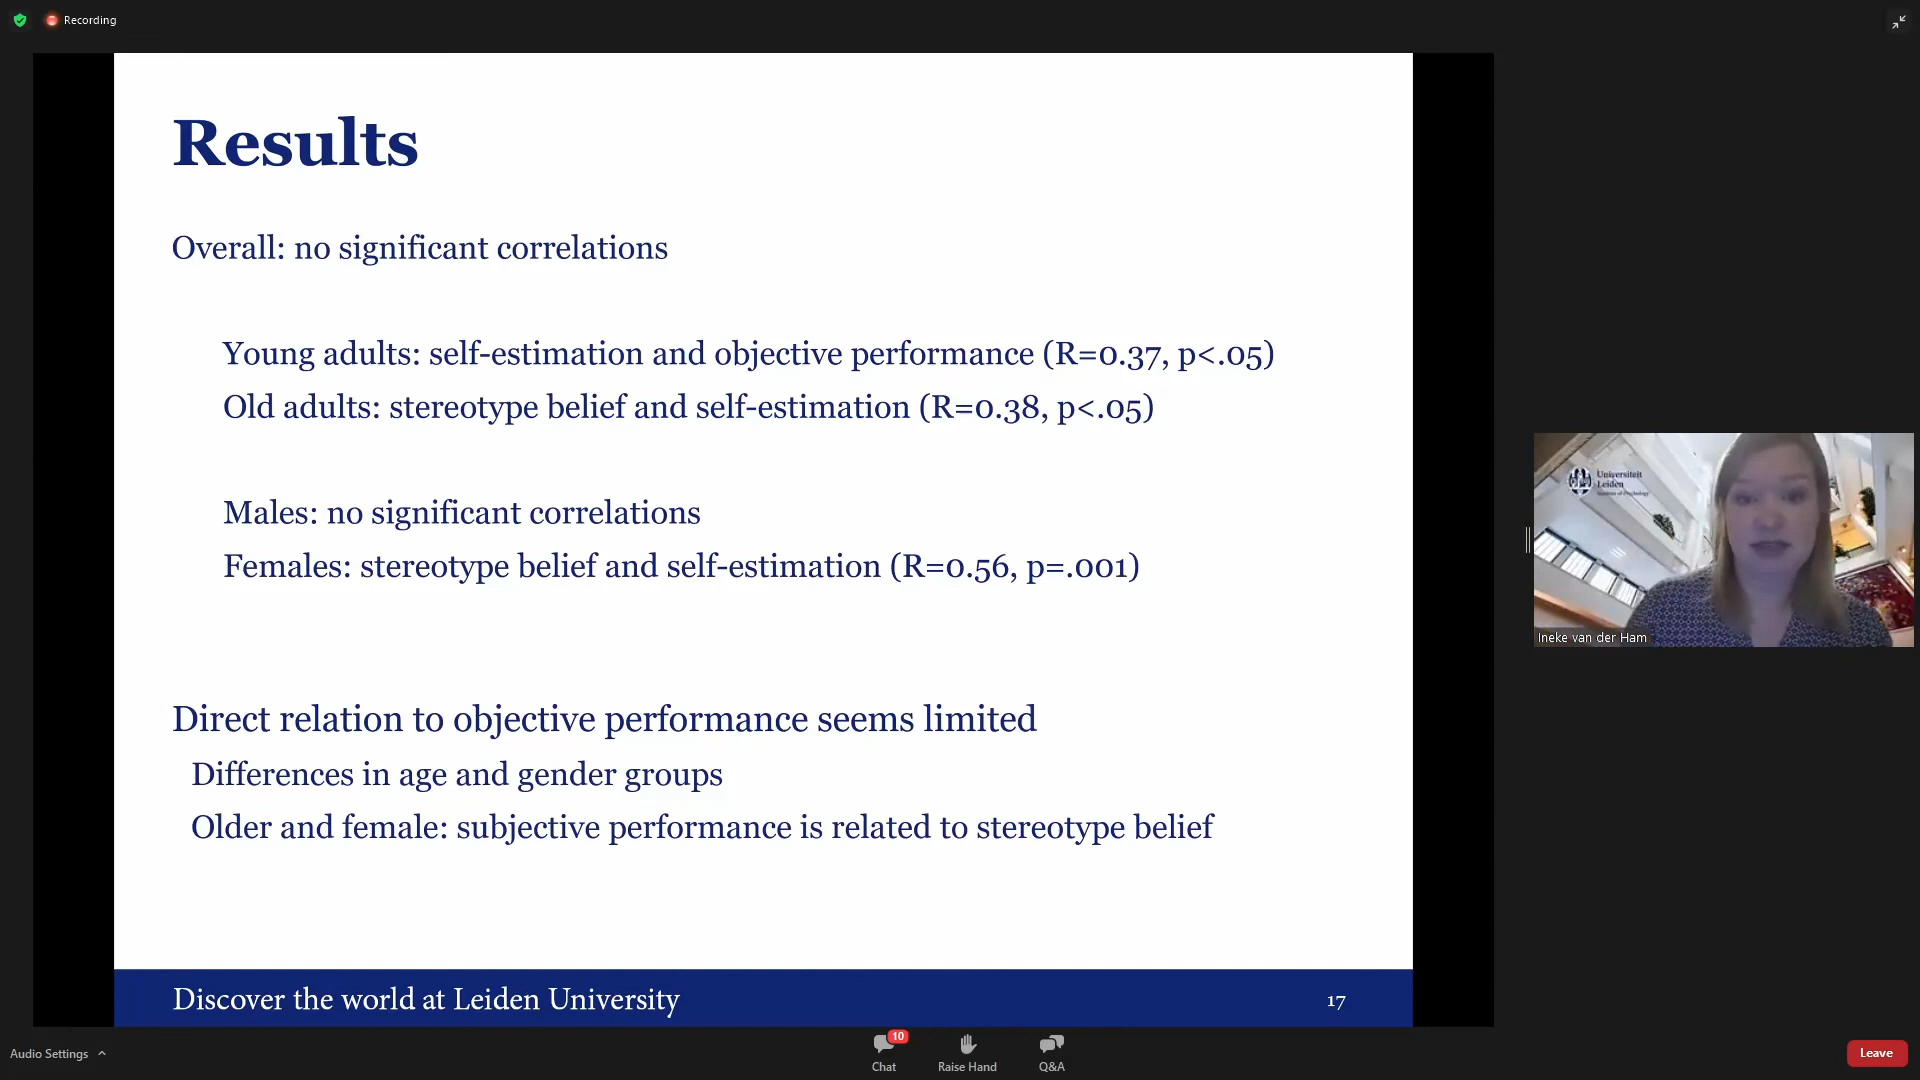 Recording
Results
Overall: no significant correlations
Young adults: self-estimation and objective performance (R=0.37, p<.05)
Old adults: stereotype belief and self-estimation (R=0.38, p<.05)
Males: no significant correlations
Females: stereotype belief and self-estimation (R=0.56, p=.001)
Direct relation to objective performance seems limited
Differences in age and gender groups
Older and female: subjective performance is related to stereotype belief
Discover the world at Leiden University
17
Universiteit
Leiden
Institute of Psychology
Ineke van der Ham
Audio Settings
10
Chat
Raise Hand
Q&A
Leave